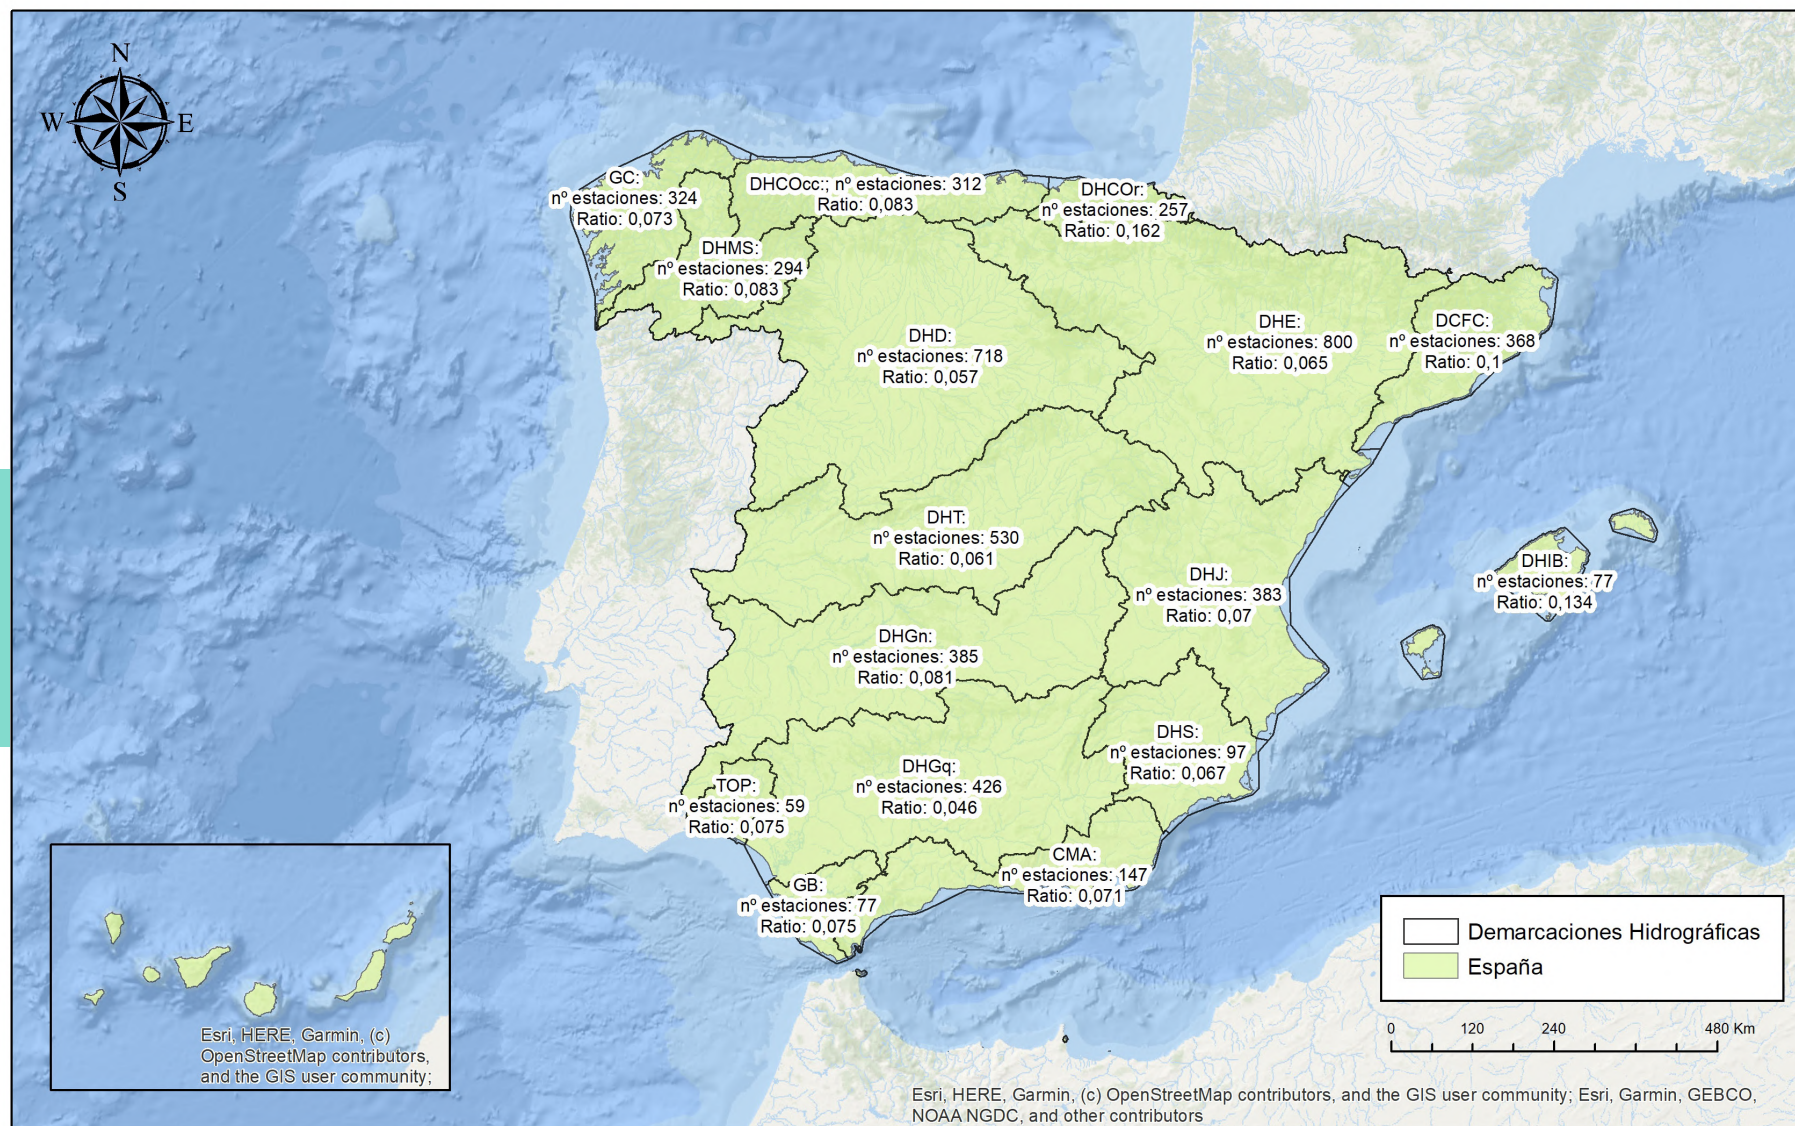 N
W
E
S
GC:
nº estaciones: 324
Ratio: 0,073
DHCOcc:; nº estaciones: 312
Ratio: 0,083
DHCOr:
nº estaciones: 257
Ratio: 0,162
DHMS:
nº estaciones: 294
Ratio: 0,083
DHD:
nº estaciones: 718
Ratio: 0,057
DHE:
nº estaciones: 800
Ratio: 0,065
DCFC:
nº estaciones: 368
Ratio: 0,1
DHT:
nº estaciones: 530
Ratio: 0,061
DHJ:
nº estaciones: 383
Ratio: 0,07
DHIB:
nº estaciones: 77
Ratio: 0,134
DHGn:
nº estaciones: 385
Ratio: 0,081
DHS:
nº estaciones: 97
Ratio: 0,067
DHGq:
nº estaciones: 426
Ratio: 0,046
TOP:
nº estaciones: 59
Ratio: 0,075
CMA:
nº estaciones: 147
Ratio: 0,071
GB:
nº estaciones: 77
Ratio: 0,075
Demarcaciones Hidrográficas
España
0 120 240 480 Km
Esri, HERE, Garmin, (c)
OpenStreetMap contributors,
and the GIS user community;
Esri, HERE, Garmin, (c) OpenStreetMap contributors, and the GIS user community; Esri, Garmin, GEBCO,
NOAA NGDC, and other contributors